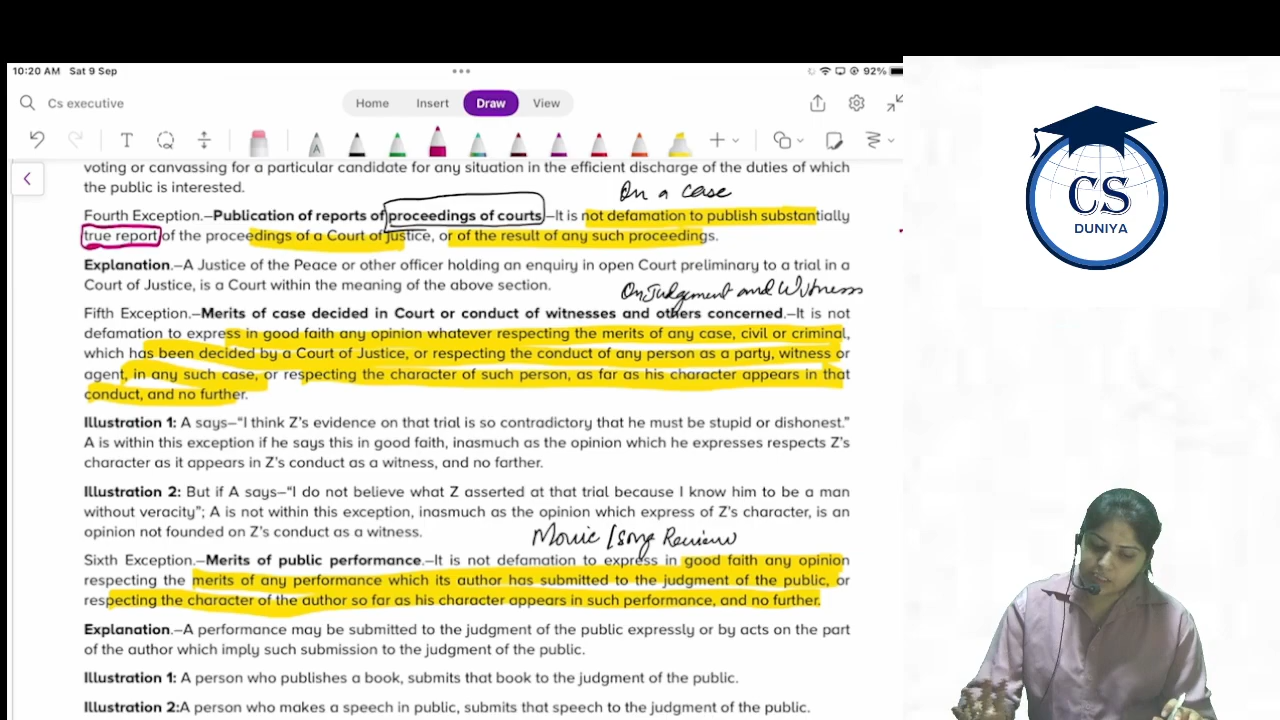 10:20 AM Sat 9 Sep
92%
Cs executive
Home Insert Draw View
voting or canvassing for a particular candidate for any situation in the efficient discharge of the duties of which
the public is interested.
On a case
Fourth Exception.–Publication of reports of proceedings of courts–It is not defamation to publish substantially
true report of the proceedings of a Court of justice, or of the result of any such proceedings.
Explanation.–A Justice of the Peace or other officer holding an enquiry in open Court preliminary to a trial in a
Court of Justice, is a Court within the meaning of the above section.
On Judgement and Witness
Fifth Exception.–Merits of case decided in Court or conduct of witnesses and others concerned.–It is not
defamation to express in good faith any opinion whatever respecting the merits of any case, civil or criminal,
which has been decided by a Court of Justice, or respecting the conduct of any person as a party, witness or
agent, in any such case, or respecting the character of such person, as far as his character appears in that
conduct, and no further.
Illustration 1: A says–“I think Z’s evidence on that trial is so contradictory that he must be stupid or dishonest.”
A is within this exception if he says this in good faith, inasmuch as the opinion which he expresses respects Z’s
character as it appears in Z’s conduct as a witness, and no farther.
Illustration 2: But if A says–“I do not believe what Z asserted at that trial because I know him to be a man
without veracity”; A is not within this exception, inasmuch as the opinion which express of Z’s character, is an
opinion not founded on Z’s conduct as a witness.
Movie / song Review
Sixth Exception.–Merits of public performance.–It is not defamation to express in good faith any opinion
respecting the merits of any performance which its author has submitted to the judgment of the public, or
respecting the character of the author so far as his character appears in such performance, and no further.
Explanation.–A performance may be submitted to the judgment of the public expressly or by acts on the part
of the author which imply such submission to the judgment of the public.
Illustration 1: A person who publishes a book, submits that book to the judgment of the public.
Illustration 2:A person who makes a speech in public, submits that speech to the judgment of the public.
CS
DUNIYA